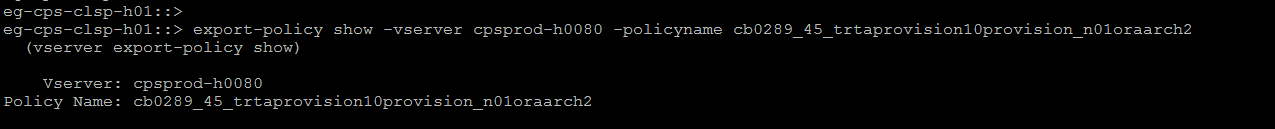 eg-cps-clsp-h01::>
eg-cps-clsp-h01::> export-policy show -vserver cpsprod-h0080 -policyname cb0289_45_trtaprovision10provision_n01oraarch2
  (vserver export-policy show)

    Vserver: cpsprod-h0080
Policy Name: cb0289_45_trtaprovision10provision_n01oraarch2